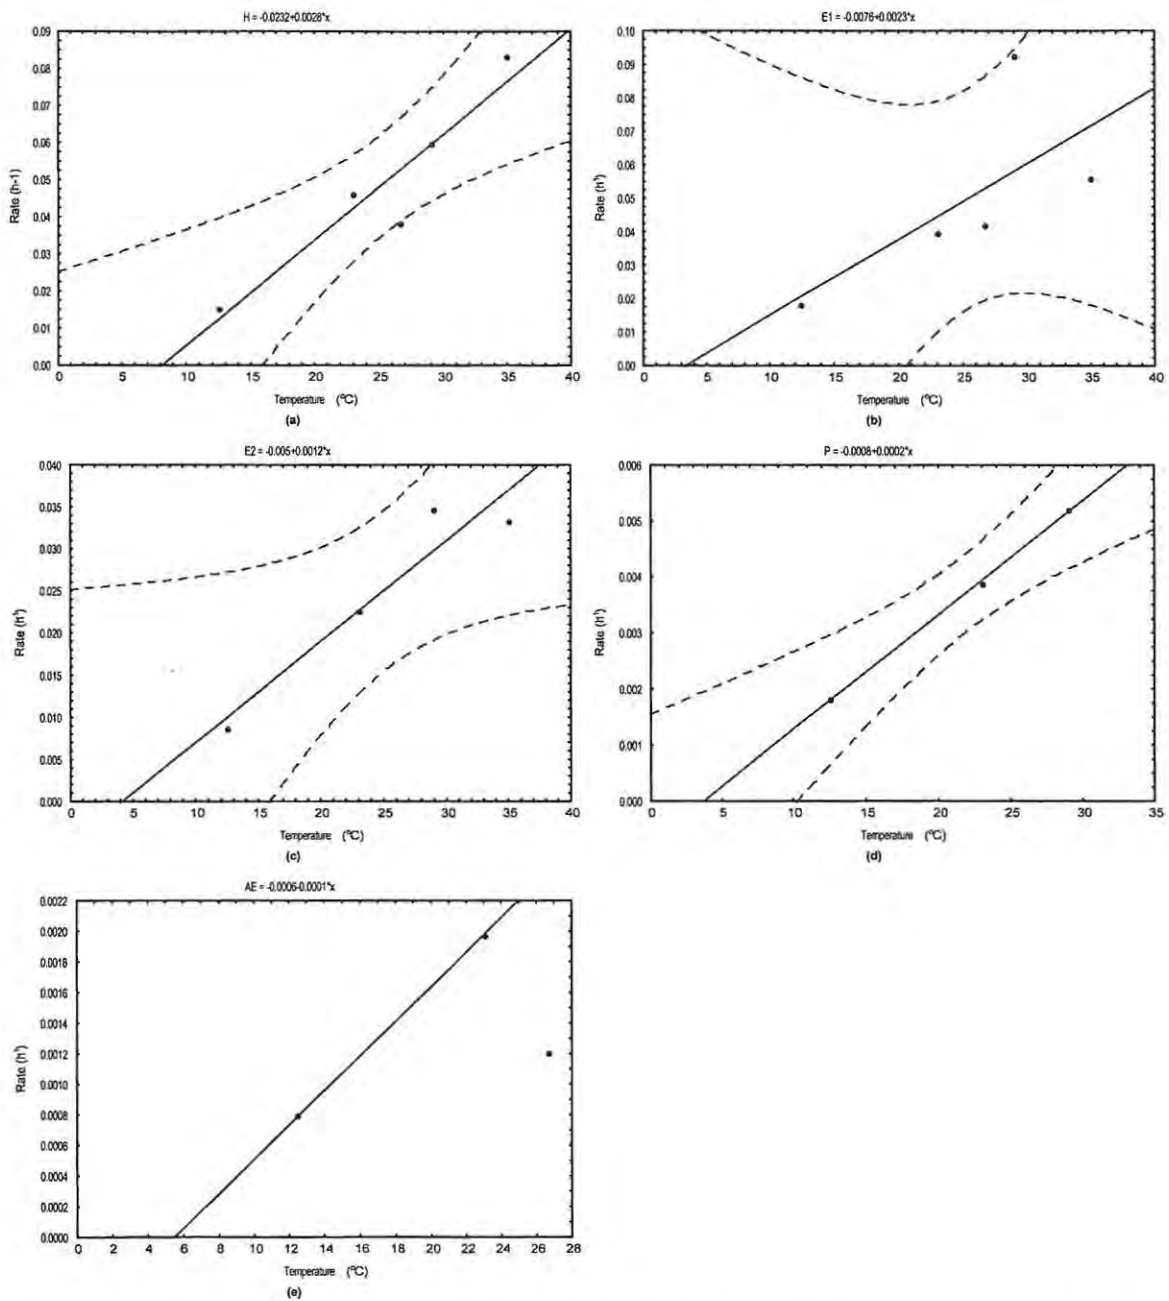 H = -0.0232+0.0028*x
0.09
0.08
0.07
0.06
0.05
0.04
0.03
0.02
0.01
0.00
Rate (h-1)
0 5 10 15 20 25 30 35 40
Temperature (°C)
(a)
E1 = -0.0076+0.0023*x
0.10
0.09
0.08
0.07
0.06
0.05
0.04
0.03
0.02
0.01
0.00
Rate (h¹)
0 5 10 15 20 25 30 35 40
Temperature (°C)
(b)
E2 = -0.005+0.0012*x
0.040
0.035
0.030
0.025
0.020
0.015
0.010
0.005
0.000
Rate (h¹)
0 5 10 15 20 25 30 35 40
Temperature (°C)
(c)
P = -0.0008+0.0002*x
0.006
0.005
0.004
0.003
0.002
0.001
0.000
Rate (h¹)
0 5 10 15 20 25 30 35
Temperature (°C)
(d)
AE = -0.0006-0.0001*x
0.0022
0.0020
0.0018
0.0016
0.0014
0.0012
0.0010
0.0008
0.0006
0.0004
0.0002
0.0000
Rate (h¹)
0 2 4 6 8 10 12 14 16 18 20 22 24 26 28
Temperature (°C)
(e)